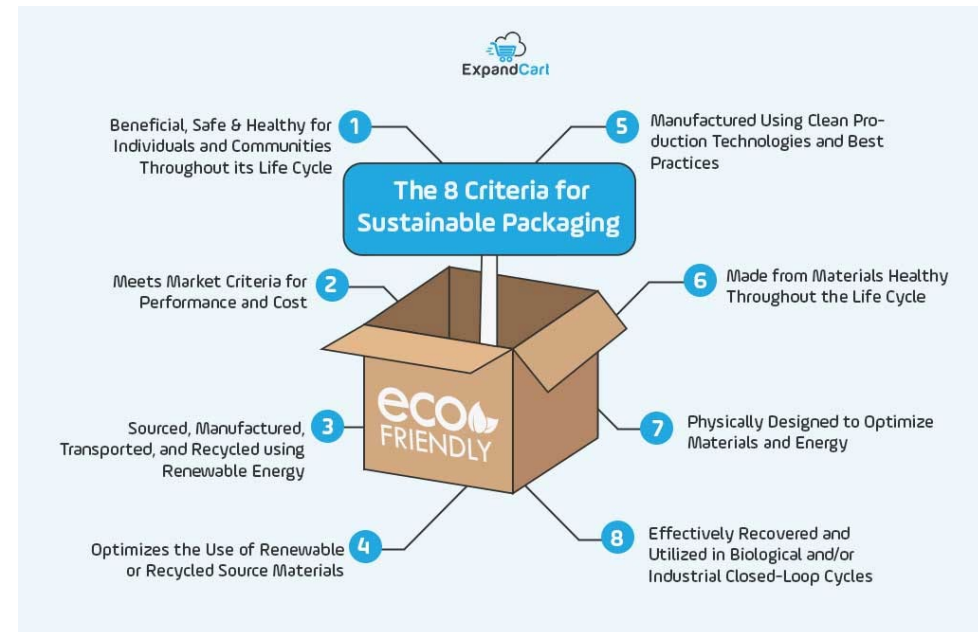 ExpandCart
The 8 Criteria for
Sustainable Packaging
1
Beneficial, Safe & Healthy for
Individuals and Communities
Throughout its Life Cycle
2
Meets Market Criteria for
Performance and Cost
3
Sourced, Manufactured,
Transported, and Recycled using
Renewable Energy
4
Optimizes the Use of Renewable
or Recycled Source Materials
5
Manufactured Using Clean Pro-
duction Technologies and Best
Practices
6
Made from Materials Healthy
Throughout the Life Cycle
7
Physically Designed to Optimize
Materials and Energy
8
Effectively Recovered and
Utilized in Biological and/or
Industrial Closed-Loop Cycles
eco
FRIENDLY